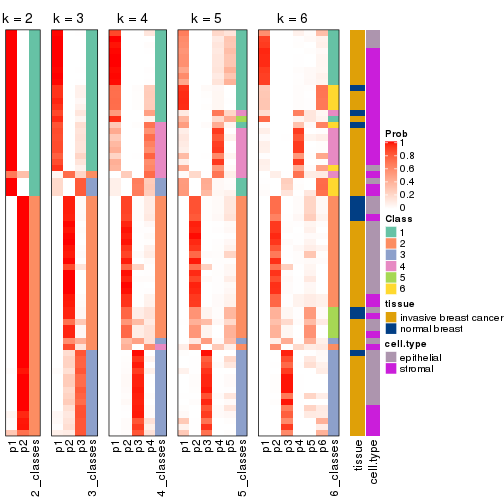 k = 2 k = 3 k = 4 k = 5 k = 6
Prob
1
0.8
0.6
0.4
0.2
0
Class
1
2
3
4
5
6
tissue
invasive breast cancer
normal breast
cell.type
epithelial
stromal
p1 p2 2_classes p1 p2 p3 3_classes p1 p2 p3 p4 4_classes p1 p2 p3 p4 p5 5_classes p1 p2 p3 p4 p5 p6 6_classes tissue cell.type